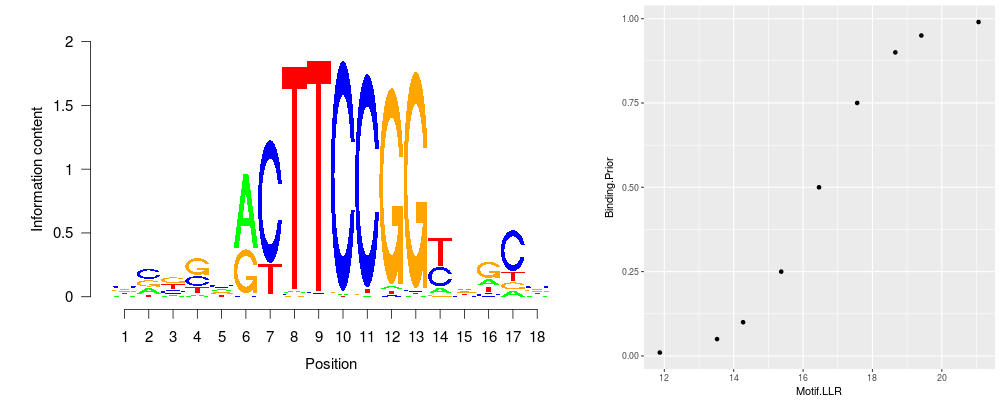 Information content
2
1.5
1
0.5
0
A G C T T T T C C G G T C G C
1 2 3 4 5 6 7 8 9 10 11 12 13 14 15 16 17 18
Position
Binding.Prior
1.00
0.75
0.50
0.25
0.00
12 14 16 18 20
Motif.LLR